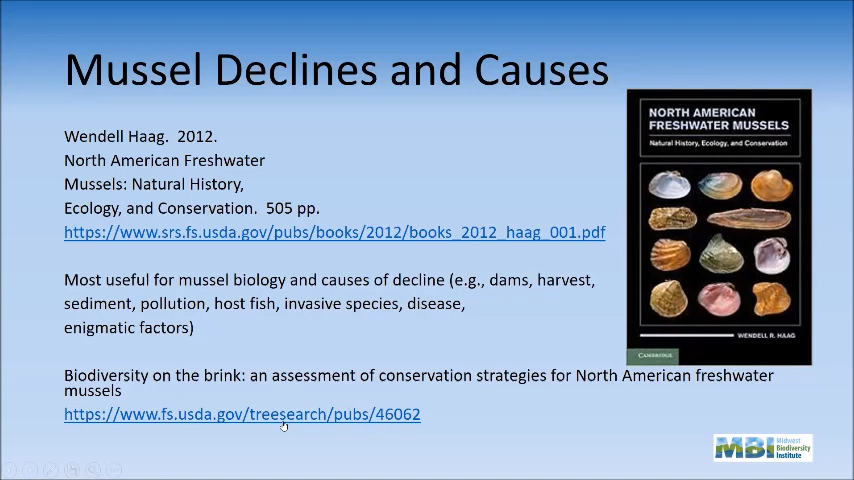 Mussel Declines and Causes
Wendell Haag.  2012.
North American Freshwater
Mussels: Natural History,
Ecology, and Conservation.  505 pp.
https://www.srs.fs.usda.gov/pubs/books/2012/books_2012_haag_001.pdf
Most useful for mussel biology and causes of decline (e.g., dams, harvest,
sediment, pollution, host fish, invasive species, disease,
enigmatic factors)
Biodiversity on the brink: an assessment of conservation strategies for North American freshwater
mussels
https://www.fs.usda.gov/treesearch/pubs/46062
NORTH AMERICAN
FRESHWATER MUSSELS
Natural History, Ecology, and Conservation
WENDELL R. HAAG
CAMBRIDGE
MBI
Midwest
Biodiversity
Institute